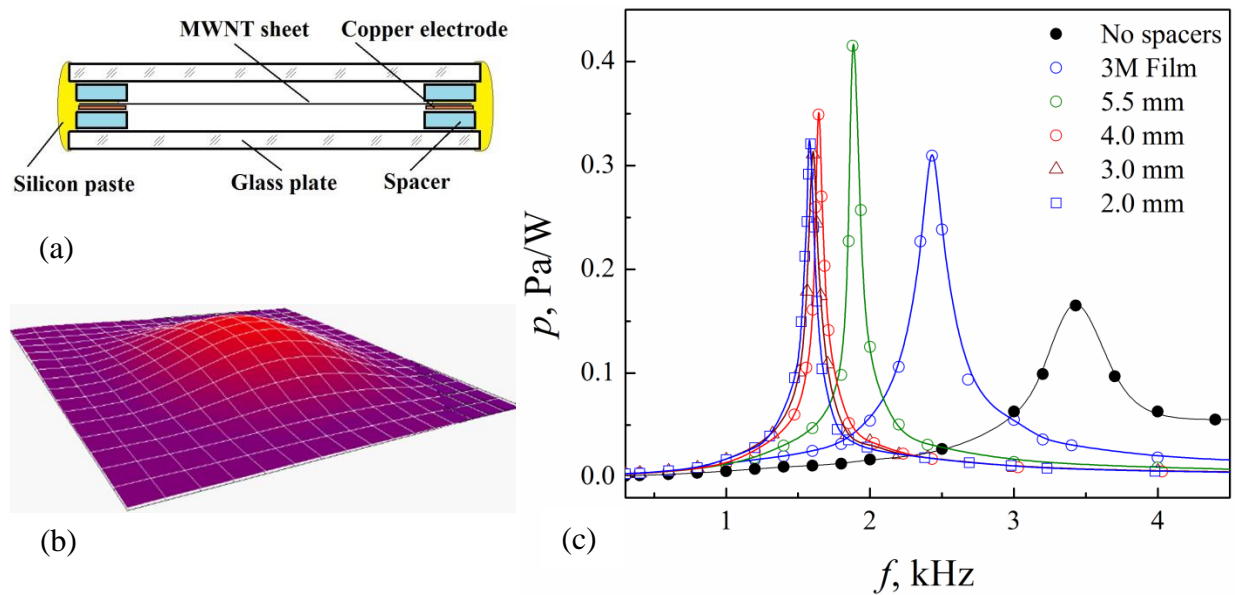 MWNT sheet
Copper electrode
Silicon paste
Glass plate
Spacer
(a)
(b)
No spacers
3M Film
5.5 mm
4.0 mm
3.0 mm
2.0 mm
p, Pa/W
0.4
0.3
0.2
0.1
0.0
1 2 3 4
(c)
f, kHz